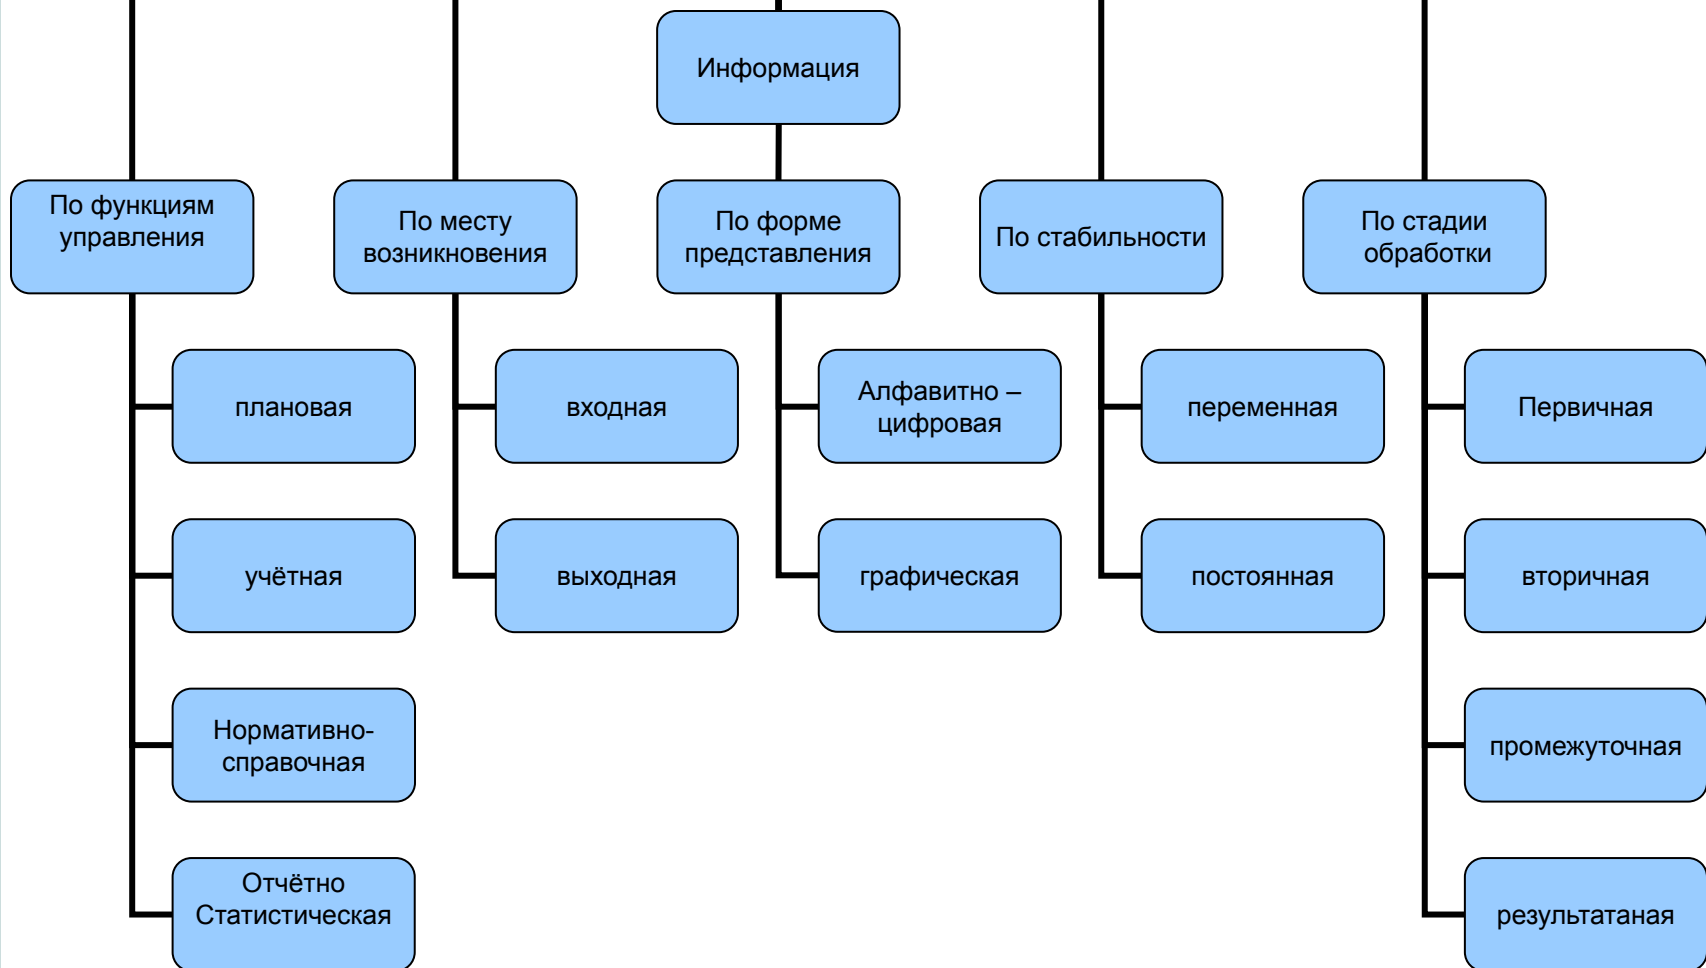 Информация
По функциям
управления
По месту
возникновения
По форме
представления
По стабильности
По стадии
обработки
плановая
входная
Алфавитно –
цифровая
переменная
Первичная
учётная
выходная
графическая
постоянная
вторичная
Нормативно-
справочная
промежуточная
Отчётно
Статистическая
результатаная